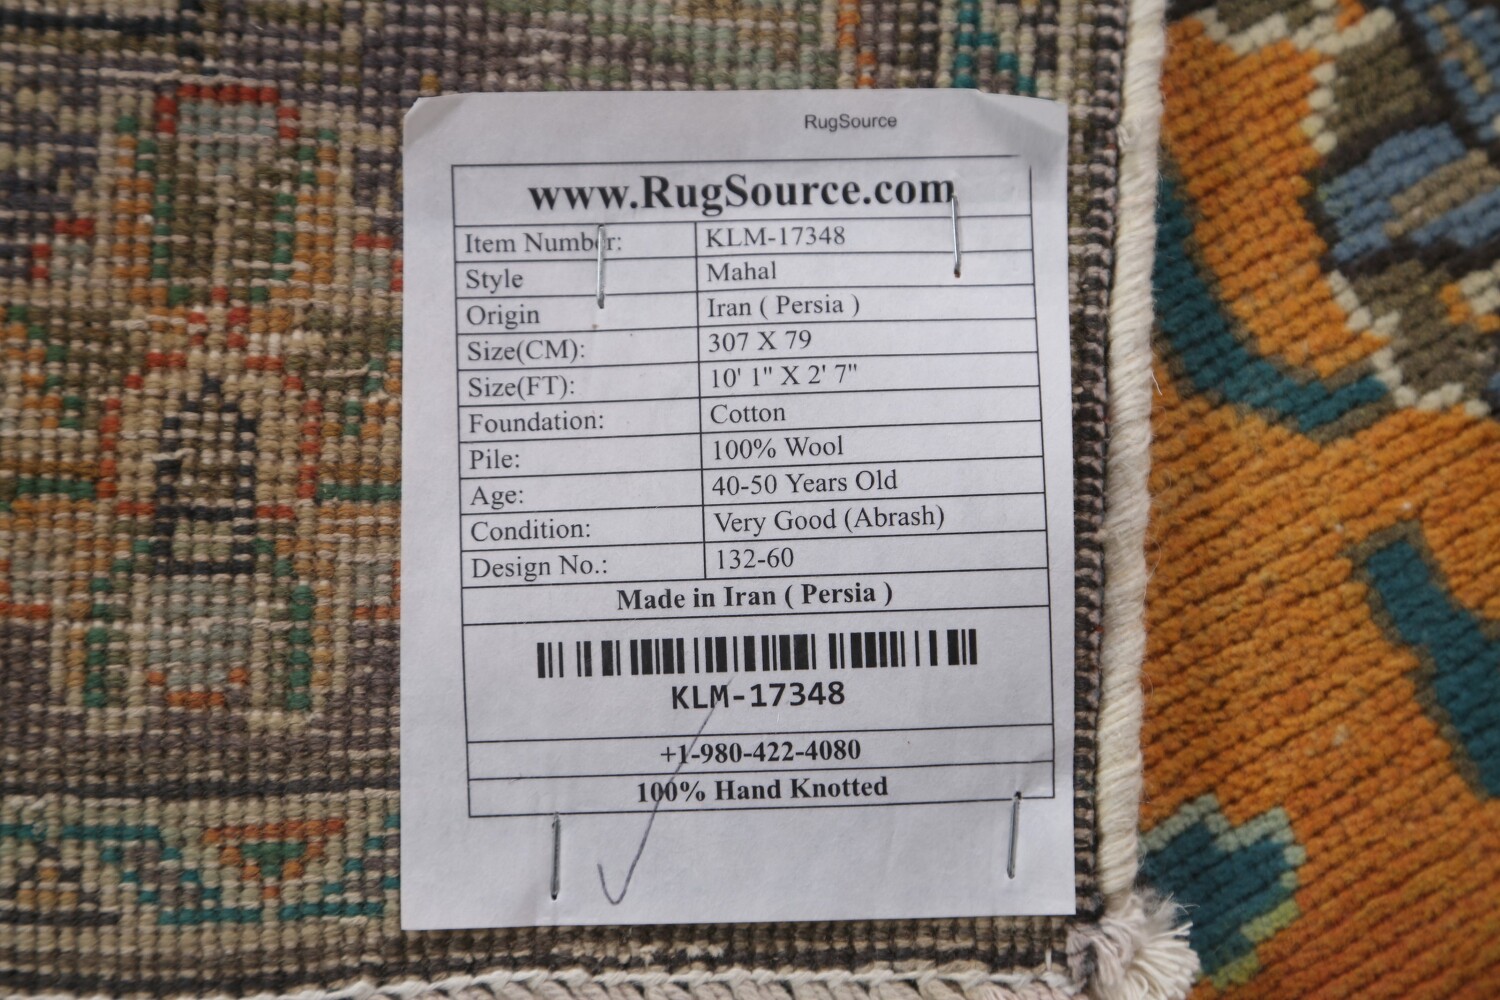 RugSource
www.RugSource.com
Item Number: KLM-17348
Style Mahal
Origin Iran ( Persia )
Size(CM): 307 X 79
Size(FT): 10' 1" X 2' 7"
Foundation: Cotton
Pile: 100% Wool
Age: 40-50 Years Old
Condition: Very Good (Abrash)
Design No.: 132-60
Made in Iran ( Persia )
KLM-17348
+1-980-422-4080
100% Hand Knotted